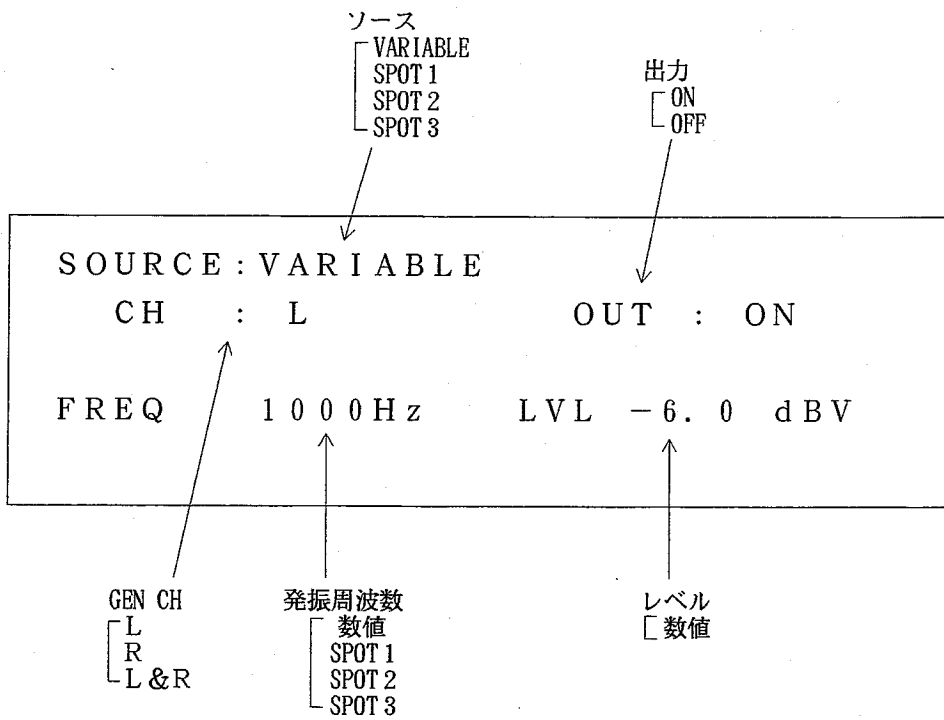 ソース
VARIABLE
SPOT 1
SPOT 2
SPOT 3
出力
ON
OFF
SOURCE:VARIABLE
CH : L OUT : ON
FREQ 1000Hz LVL -6.0 dBV
GEN CH
L
R
L&R
発振周波数
数値
SPOT 1
SPOT 2
SPOT 3
レベル
数値